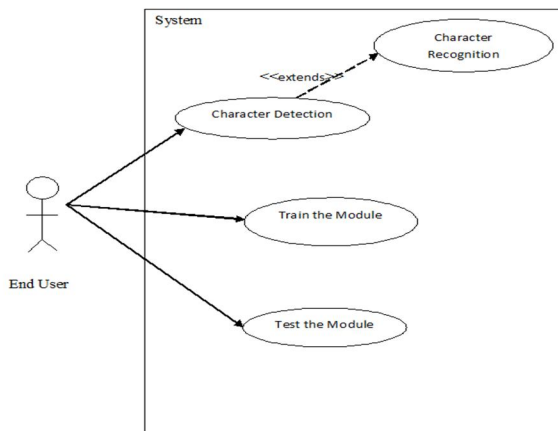 System
Character
Recognition
<<extends>>
Character Detection
Train the Module
End User
Test the Module